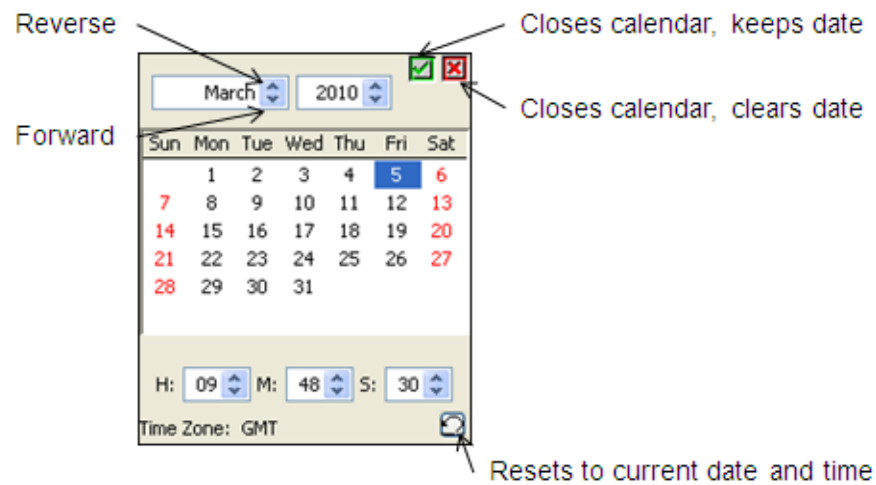 Reverse
Closes calendar, keeps date
March 2010
Closes calendar, clears date
Forward
Sun Mon Tue Wed Thu Fri Sat
1 2 3 4 5 6
7 8 9 10 11 12 13
14 15 16 17 18 19 20
21 22 23 24 25 26 27
28 29 30 31
H: 09 M: 48 S: 30
Time Zone: GMT
Resets to current date and time